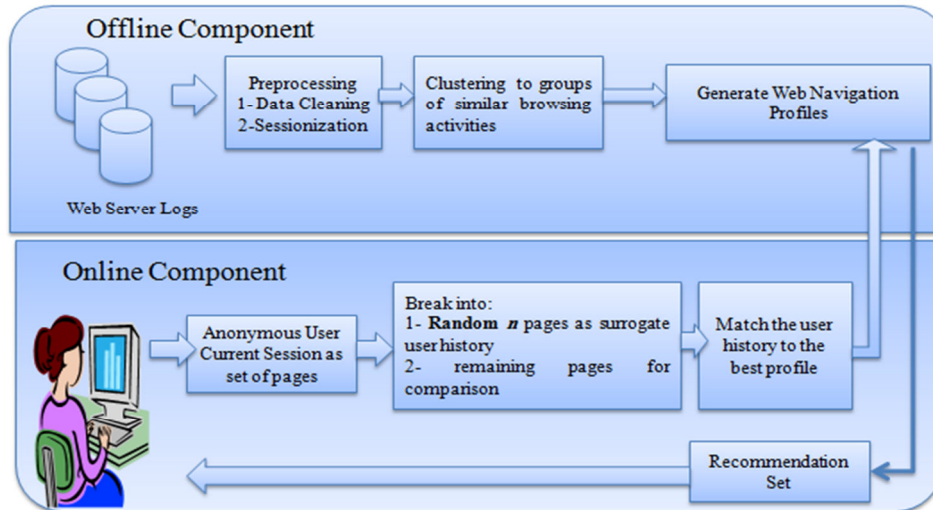 Offline Component
Preprocessing
1- Data Cleaning
2-Sessionization
Clustering to groups
of similar browsing
activities
Generate Web Navigation
Profiles
Web Server Logs
Online Component
Anonymous User
Current Session as
set of pages
Break into:
1- Random n pages as surrogate
user history
2- remaining pages for
comparison
Match the user
history to the
best profile
Recommendation
Set